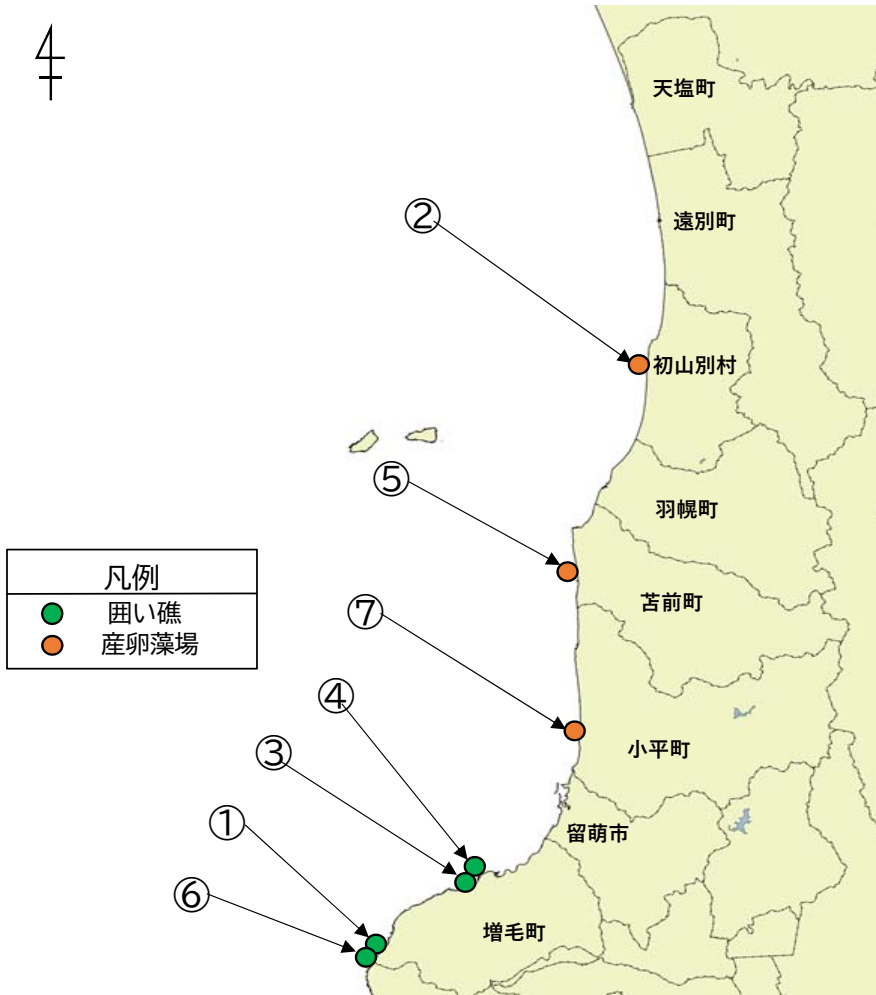 天塩町
遠別町
②
初山別村
⑤
羽幌町
凡例
囲い礁
産卵藻場
苫前町
⑦
④
小平町
③
留萌市
①
⑥
増毛町